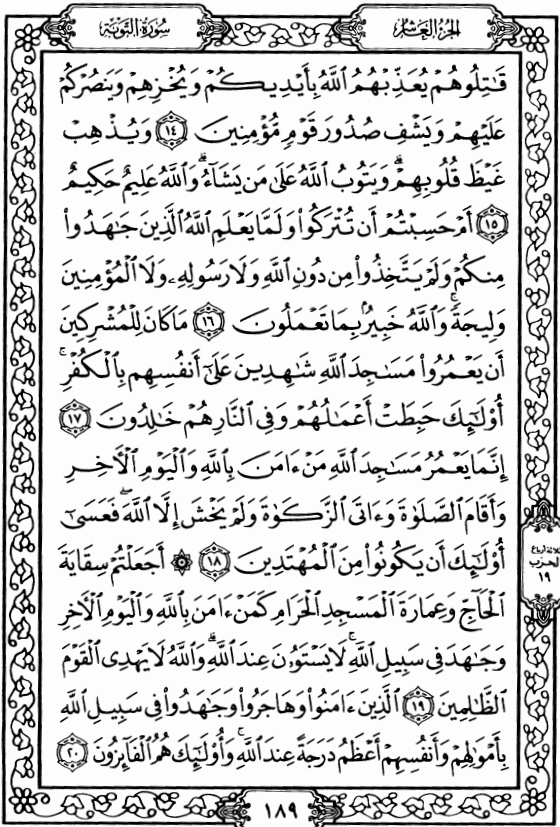 سورة التوبة
الجزء العاشر
قَٰتِلُوهُمْ يُعَذِّبْهُمُ ٱللَّهُ بِأَيْدِيكُمْ وَيُخْزِهِمْ وَيَنصُرْكُمْ
عَلَيْهِمْ وَيَشْفِ صُدُورَ قَوْمٍ مُّؤْمِنِينَ ١٤ وَيُذْهِبْ
غَيْظَ قُلُوبِهِمْ ۗ وَيَتُوبُ ٱللَّهُ عَلَىٰ مَن يَشَآءُ ۗ وَٱللَّهُ عَلِيمٌ حَكِيمٌ
١٥ أَمْ حَسِبْتُمْ أَن تُتْرَكُوا۟ وَلَمَّا يَعْلَمِ ٱللَّهُ ٱلَّذِينَ جَٰهَدُوا۟
مِنكُمْ وَلَمْ يَتَّخِذُوا۟ مِن دُونِ ٱللَّهِ وَلَا رَسُولِهِۦ وَلَا ٱلْمُؤْمِنِينَ
وَلِيجَةً ۚ وَٱللَّهُ خَبِيرٌۢ بِمَا تَعْمَلُونَ ١٦ مَا كَانَ لِلْمُشْرِكِينَ
أَن يَعْمُرُوا۟ مَسَٰجِدَ ٱللَّهِ شَٰهِدِينَ عَلَىٰٓ أَنفُسِهِم بِٱلْكُفْرِ ۚ
أُو۟لَٰٓئِكَ حَبِطَتْ أَعْمَٰلُهُمْ وَفِى ٱلنَّارِ هُمْ خَٰلِدُونَ ١٧
إِنَّمَا يَعْمُرُ مَسَٰجِدَ ٱللَّهِ مَنْ ءَامَنَ بِٱللَّهِ وَٱلْيَوْمِ ٱلْءَاخِرِ
وَأَقَامَ ٱلصَّلَوٰةَ وَءَاتَى ٱلزَّكَوٰةَ وَلَمْ يَخْشَ إِلَّا ٱللَّهَ ۖ فَعَسَىٰٓ
أُو۟لَٰٓئِكَ أَن يَكُونُوا۟ مِنَ ٱلْمُهْتَدِينَ ١٨ ۞ أَجَعَلْتُمْ سِقَايَةَ
ٱلْحَآجِّ وَعِمَارَةَ ٱلْمَسْجِدِ ٱلْحَرَامِ كَمَنْ ءَامَنَ بِٱللَّهِ وَٱلْيَوْمِ ٱلْءَاخِرِ
وَجَٰهَدَ فِى سَبِيلِ ٱللَّهِ ۚ لَا يَسْتَوُۥنَ عِندَ ٱللَّهِ ۗ وَٱللَّهُ لَا يَهْدِى ٱلْقَوْمَ
ٱلظَّٰلِمِينَ ١٩ ٱلَّذِينَ ءَامَنُوا۟ وَهَاجَرُوا۟ وَجَٰهَدُوا۟ فِى سَبِيلِ ٱللَّهِ
بِأَمْوَٰلِهِمْ وَأَنفُسِهِمْ أَعْظَمُ دَرَجَةً عِندَ ٱللَّهِ ۚ وَأُو۟لَٰٓئِكَ هُمُ ٱلْفَآئِزُونَ ٢٠
أرباع
الحزب
١٩
١٨٩